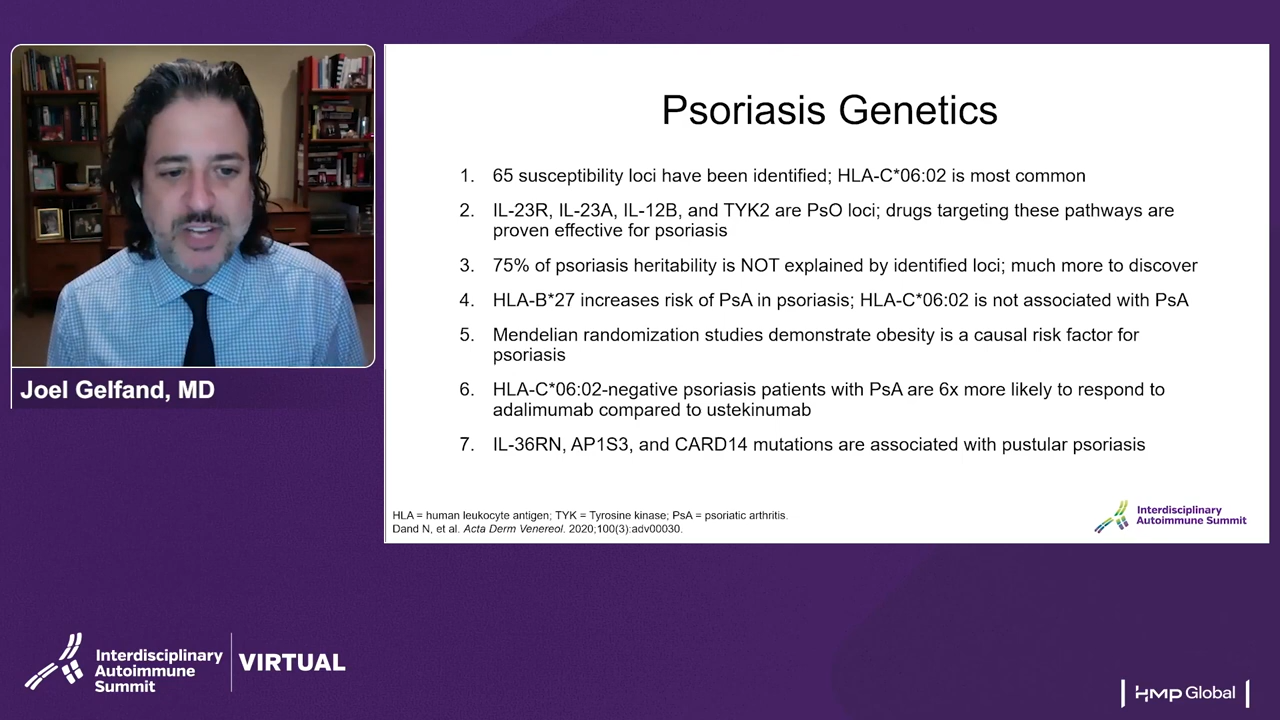 Psoriasis Genetics
1. 65 susceptibility loci have been identified; HLA-C*06:02 is most common
2. IL-23R, IL-23A, IL-12B, and TYK2 are PsO loci; drugs targeting these pathways are
proven effective for psoriasis
3. 75% of psoriasis heritability is NOT explained by identified loci; much more to discover
4. HLA-B*27 increases risk of PsA in psoriasis; HLA-C*06:02 is not associated with PsA
5. Mendelian randomization studies demonstrate obesity is a causal risk factor for
psoriasis
6. HLA-C*06:02-negative psoriasis patients with PsA are 6x more likely to respond to
adalimumab compared to ustekinumab
7. IL-36RN, AP1S3, and CARD14 mutations are associated with pustular psoriasis
HLA = human leukocyte antigen; TYK = Tyrosine kinase; PsA = psoriatic arthritis.
Dand N, et al. Acta Derm Venereol. 2020;100(3):adv00030.
Interdisciplinary
Autoimmune Summit
Joel Gelfand, MD
Interdisciplinary
Autoimmune
Summit
VIRTUAL
HMP Global